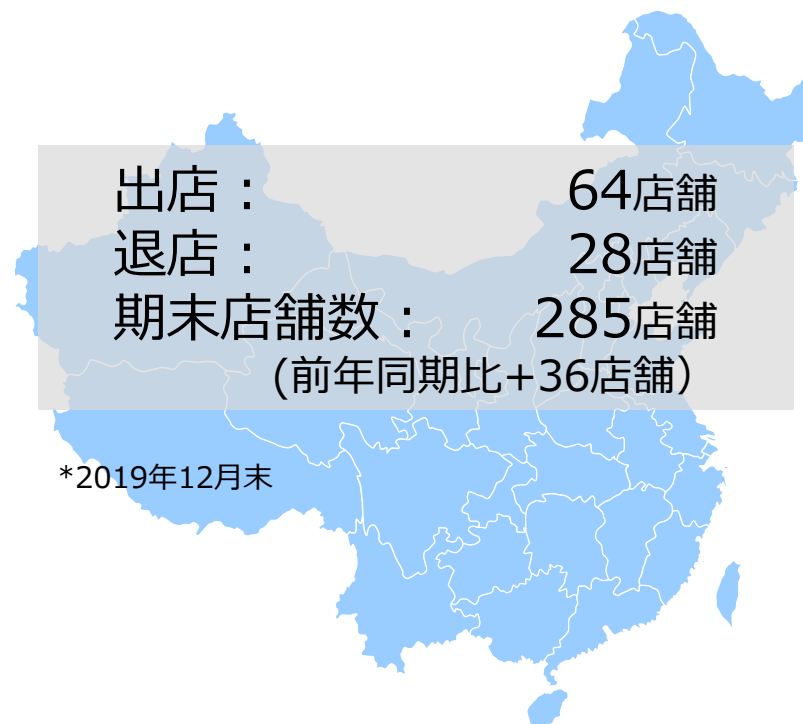 出店： 64店舗
退店： 28店舗
期末店舗数： 285店舗
(前年同期比+36店舗）
*2019年12月末